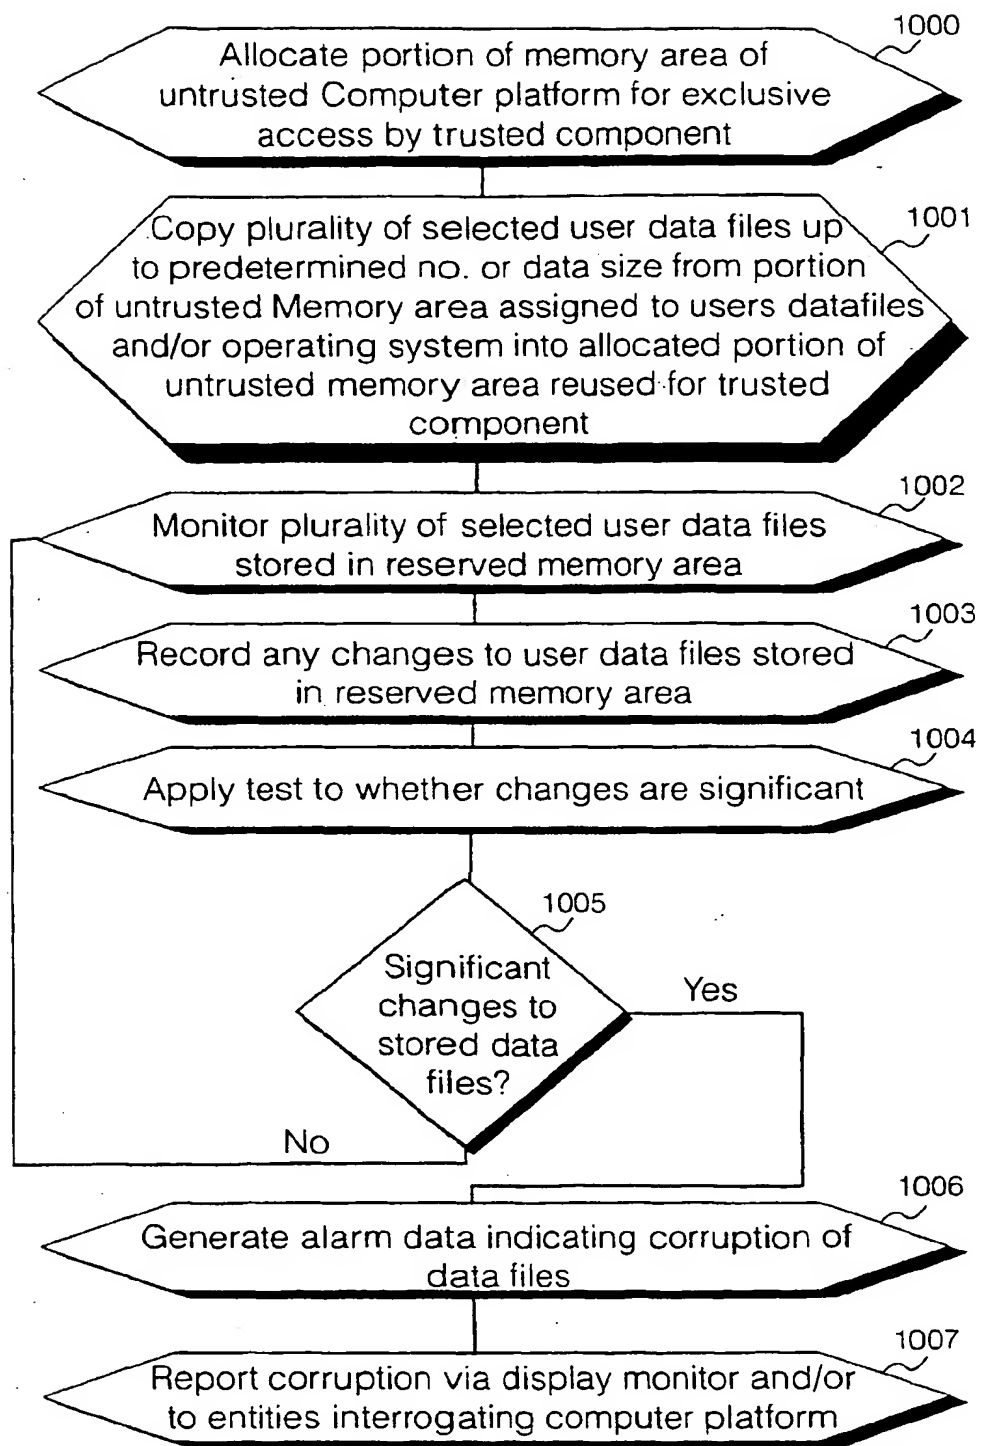 1000
Allocate portion of memory area of
untrusted Computer platform for exclusive
access by trusted component
1001
Copy plurality of selected user data files up
to predetermined no. or data size from portion
of untrusted Memory area assigned to users datafiles
and/or operating system into allocated portion of
untrusted memory area reused for trusted
component
1002
Monitor plurality of selected user data files
stored in reserved memory area
1003
Record any changes to user data files stored
in reserved memory area
1004
Apply test to whether changes are significant
1005
Significant
changes to
stored data
files?
Yes
No
1006
Generate alarm data indicating corruption of
data files
1007
Report corruption via display monitor and/or
to entities interrogating computer platform